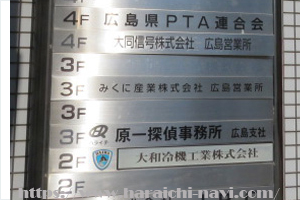 4F 広島県PTA連合会
4F 大同信号株式会社 広島営業所
3F
3F みくに産業株式会社 広島営業所
3F
3F 原一探偵事務所 広島支社
2F 大和冷機工業株式会社
2F
http://www.haraichi-navi.com/